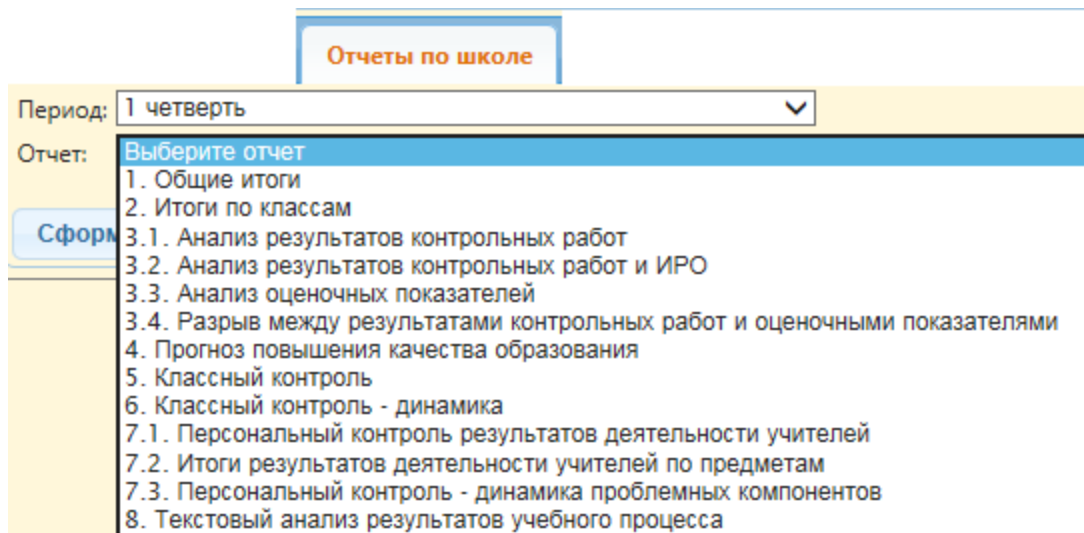 Отчеты по школе
Период: 1 четверть
Отчет: Выберите отчет
1. Общие итоги
2. Итоги по классам
Сформ
3.1. Анализ результатов контрольных работ
3.2. Анализ результатов контрольных работ и ИРО
3.3. Анализ оценочных показателей
3.4. Разрыв между результатами контрольных работ и оценочными показателями
4. Прогноз повышения качества образования
5. Классный контроль
6. Классный контроль - динамика
7.1. Персональный контроль результатов деятельности учителей
7.2. Итоги результатов деятельности учителей по предметам
7.3. Персональный контроль - динамика проблемных компонентов
8. Текстовый анализ результатов учебного процесса